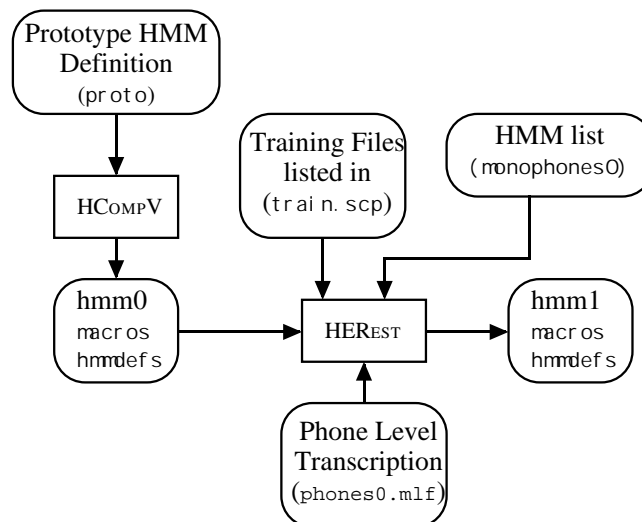 Prototype HMM
Definition
(proto)
Training Files
listed in
(train.scp)
HMM list
(monophones0)
HCOMPV
hmm0
macros
hmmdefs
HEREST
hmm1
macros
hmmdefs
Phone Level
Transcription
(phones0.mlf)